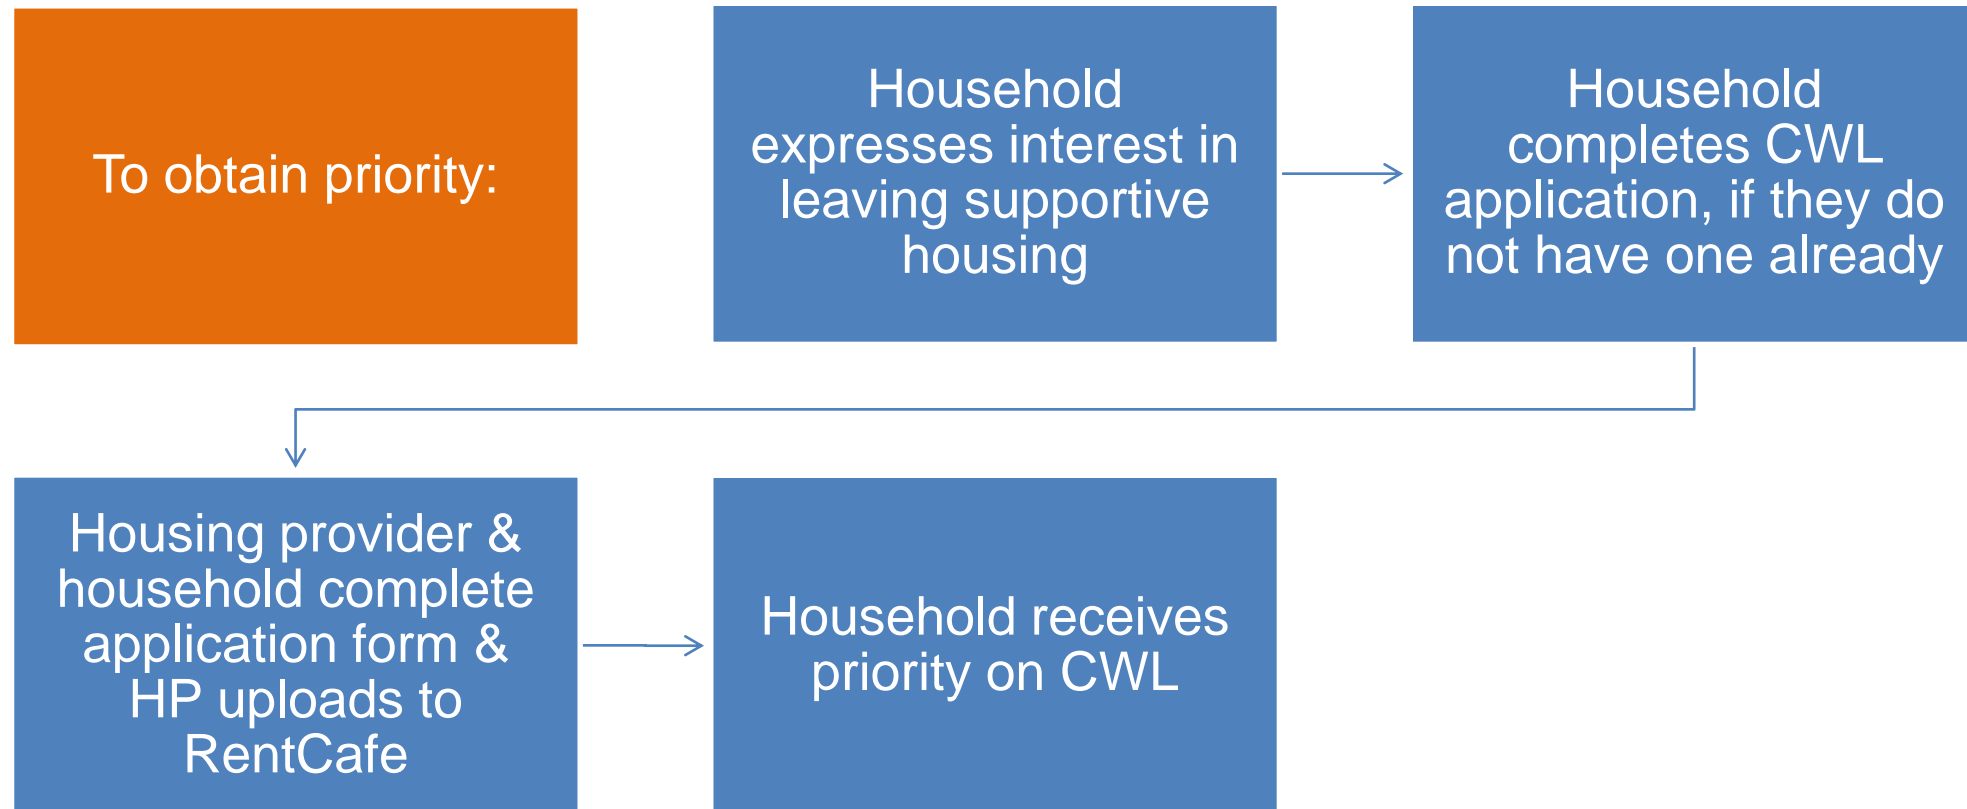 To obtain priority:
Household
expresses interest in
leaving supportive
housing
Household
completes CWL
application, if they do
not have one already
Housing provider &
household complete
application form &
HP uploads to
RentCafe
Household receives
priority on CWL